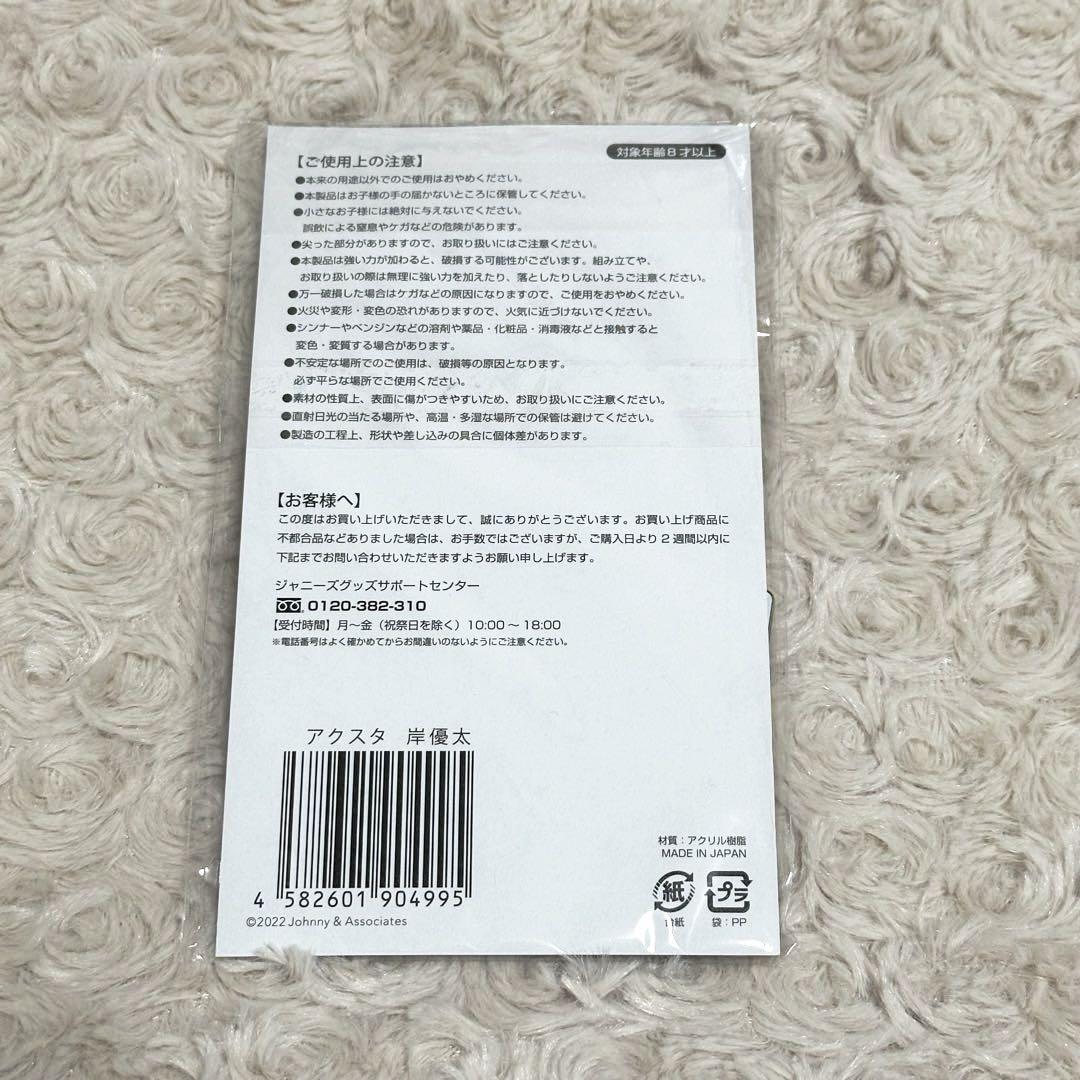 対象年齢8才以上
【ご使用上の注意】
●本来の用途以外でのご使用はおやめください。
●本製品はお子様の手の届かないところに保管してください。
●小さなお子様には絶対に与えないでください。
誤飲による窒息やケガなどの危険があります。
●尖った部分がありますので、お取り扱いにはご注意ください。
●本製品は強い力が加わると、破損する可能性がございます。組み立てや、
お取り扱いの際は無理に強い力を加えたり、落としたりしないようご注意ください。
●万一破損した場合はケガなどの原因になりますので、ご使用をおやめください。
●火災や変形・変色の恐れがありますので、火気に近づけないでください。
●シンナーやベンジンなどの溶剤や薬品・化粧品・消毒液などと接触すると
変色・変質する場合があります。
●不安定な場所でのご使用は、破損等の原因となります。
必ず平らな場所でご使用ください。
●素材の性質上、表面に傷がつきやすいため、お取り扱いにご注意ください。
●直射日光の当たる場所や、高温・多湿な場所での保管は避けてください。
●製造の工程上、形状や差し込みの具合に個体差があります。
【お客様へ】
この度はお買い上げいただきまして、誠にありがとうございます。お買い上げ商品に
不都合品などありました場合は、お手数ではございますが、ご購入日より2週間以内に
下記までお問い合わせいただきますようお願い申し上げます。
ジャニーズグッズサポートセンター
0120-382-310
【受付時間】月〜金（祝祭日を除く）10:00〜18:00
※電話番号はよく確かめてからお間違いのないようにご注意ください。
アクスタ 岸優太
4 582601 904995
©2022 Johnny & Associates
材質：アクリル樹脂
MADE IN JAPAN
紙 プラ
台紙 袋：PP